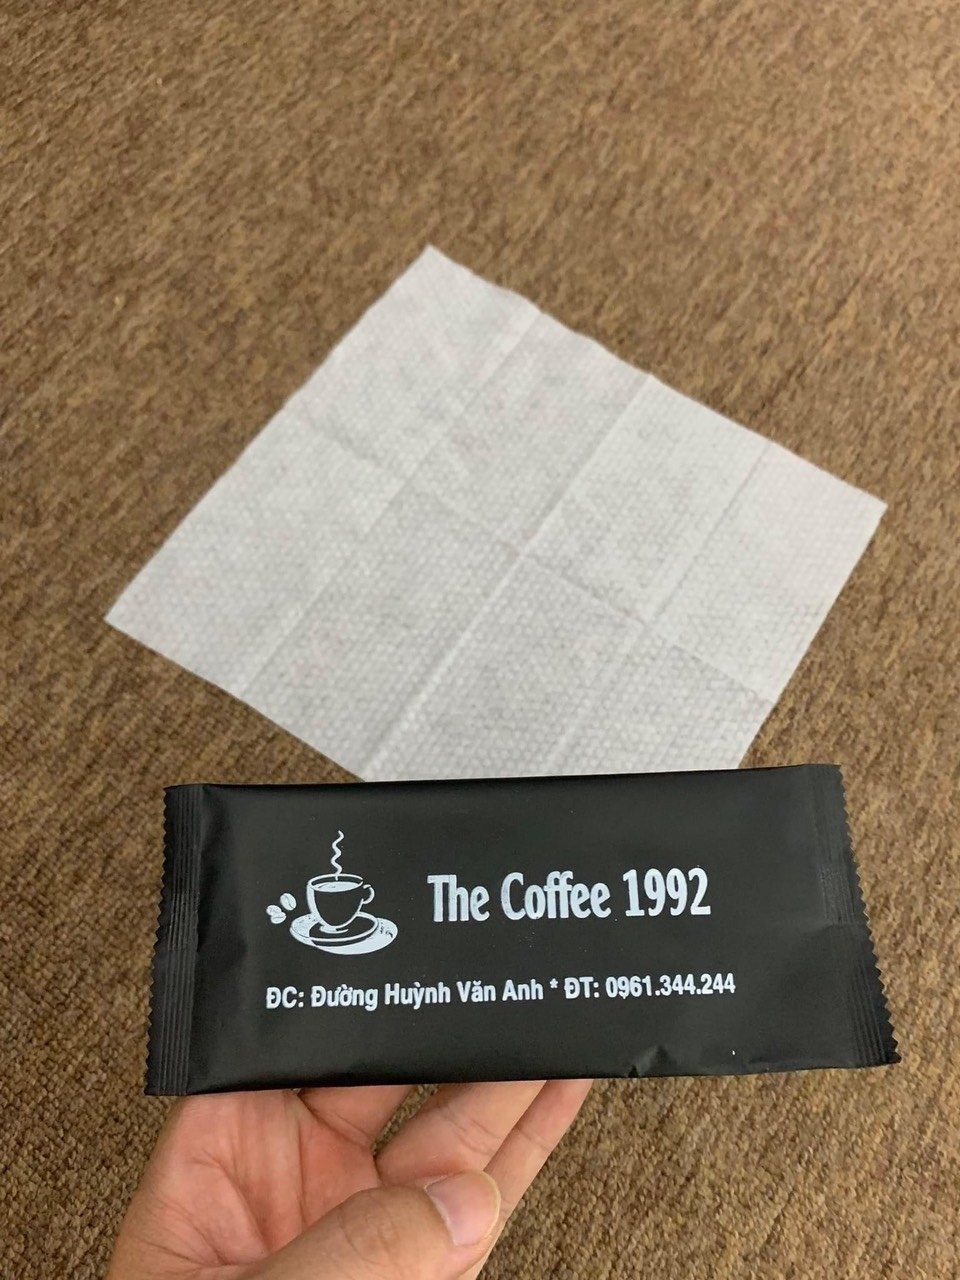 The Coffee 1992
ĐC: Đường Huỳnh Văn Anh * ĐT: 0961.344.244